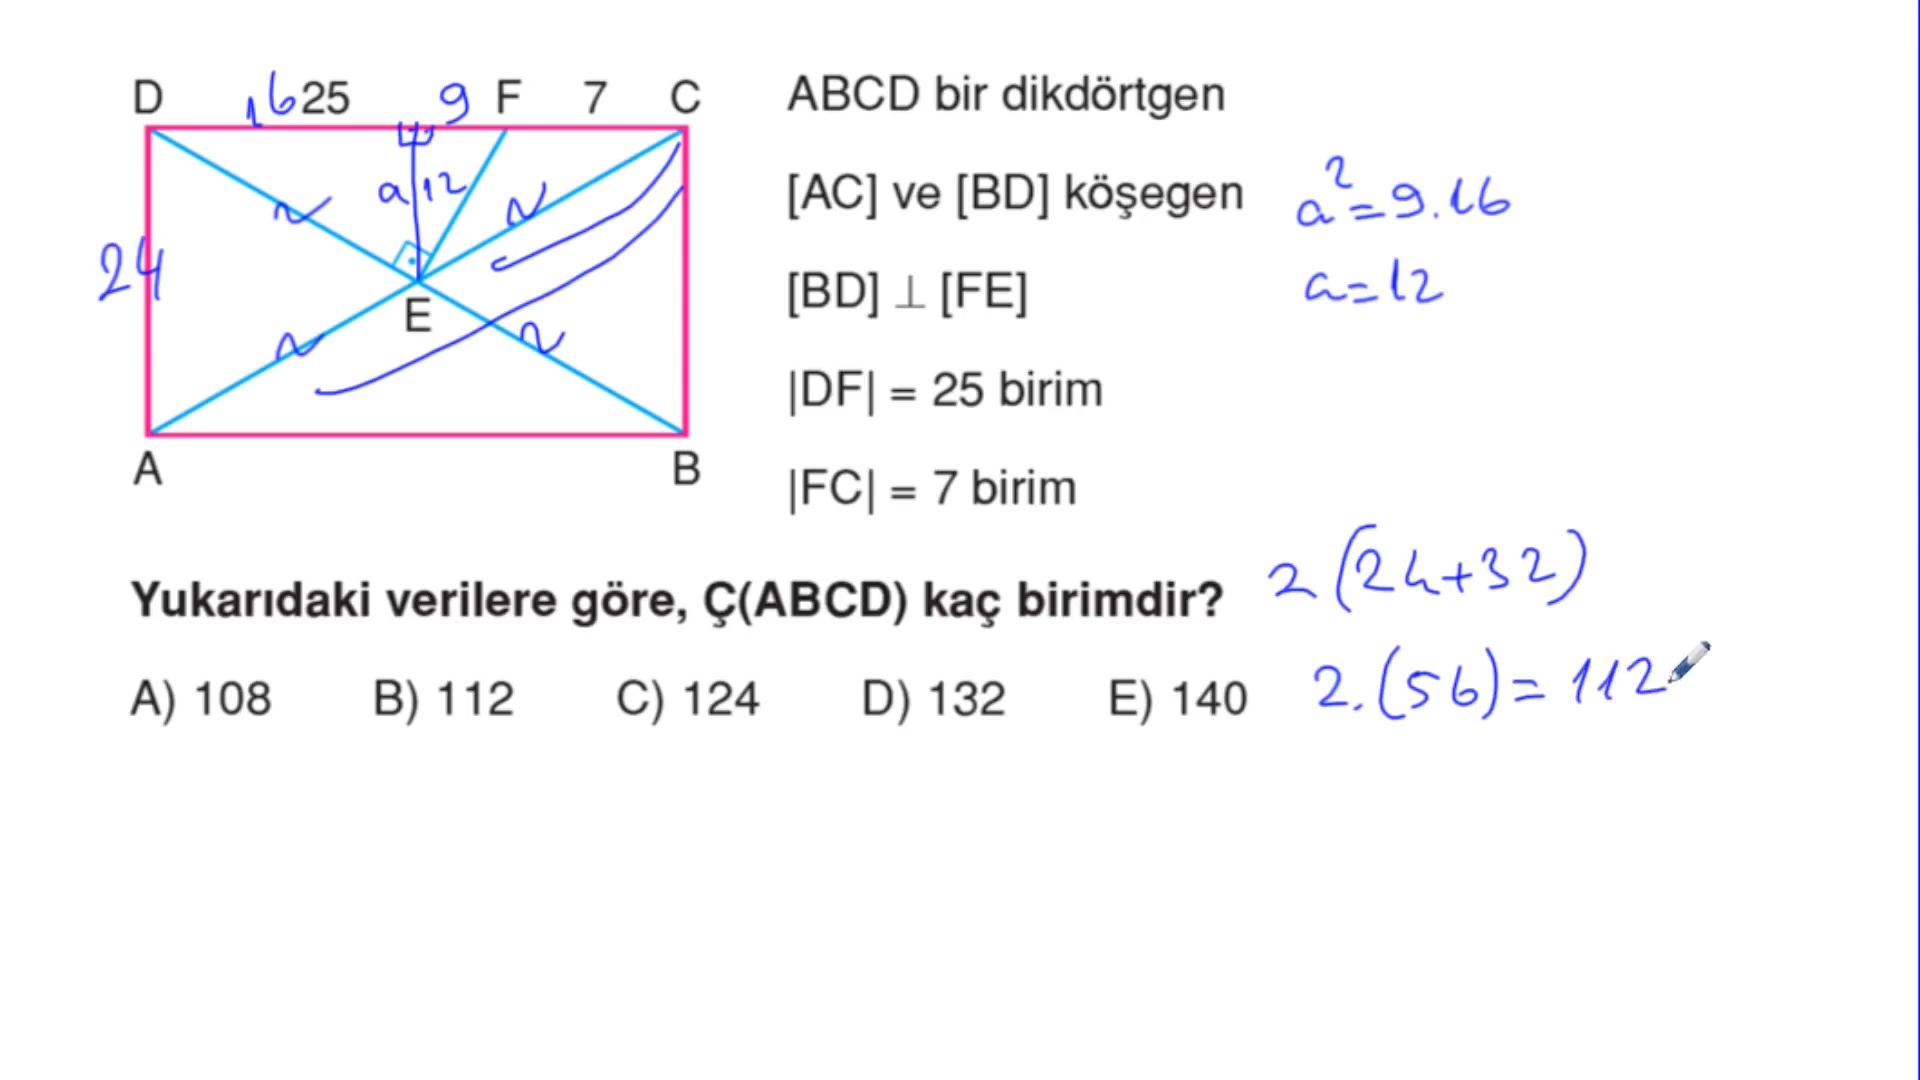 D 16 25 9 F 7 C
a 12
24
E
A B
ABCD bir dikdörtgen
[AC] ve [BD] köşegen
[BD] ⊥ [FE]
|DF| = 25 birim
|FC| = 7 birim
a² = 9.16
a = 12
Yukarıdaki verilere göre, Ç(ABCD) kaç birimdir?
A) 108 B) 112 C) 124 D) 132 E) 140
2 (24+32)
2.(56) = 112